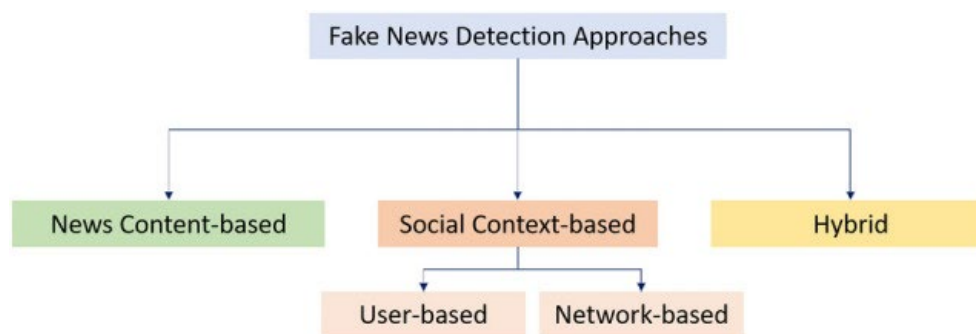 Fake News Detection Approaches
News Content-based
Social Context-based
Hybrid
User-based
Network-based